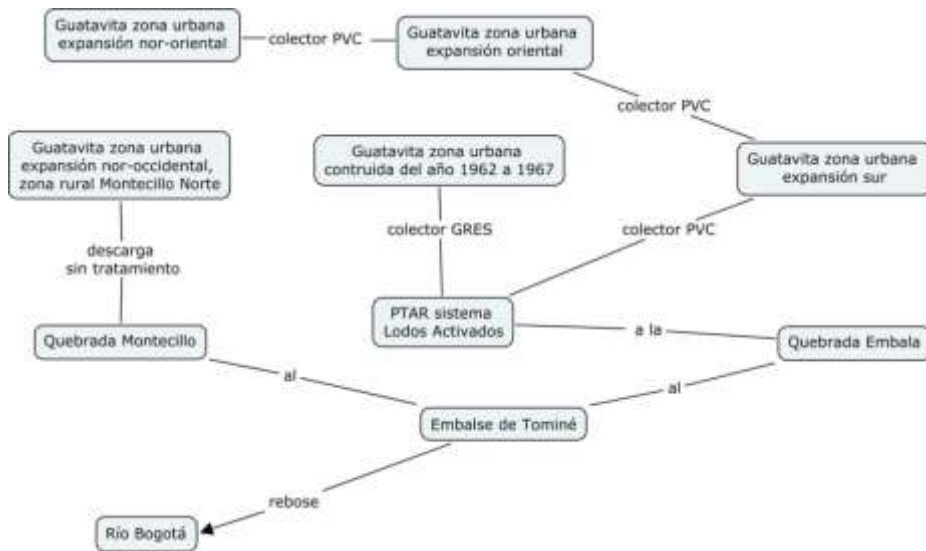 Guatavita zona urbana
expansión nor-oriental
colector PVC
Guatavita zona urbana
expansión oriental
colector PVC
Guatavita zona urbana
expansión nor-occidental,
zona rural Montecillo Norte
Guatavita zona urbana
contruida del año 1962 a 1967
Guatavita zona urbana
expansión sur
colector GRES
colector PVC
descarga
sin tratamiento
PTAR sistema
Lodos Activados
a la
Quebrada Montecillo
Quebrada Embala
al
al
Embalse de Tominé
rebose
Río Bogotá